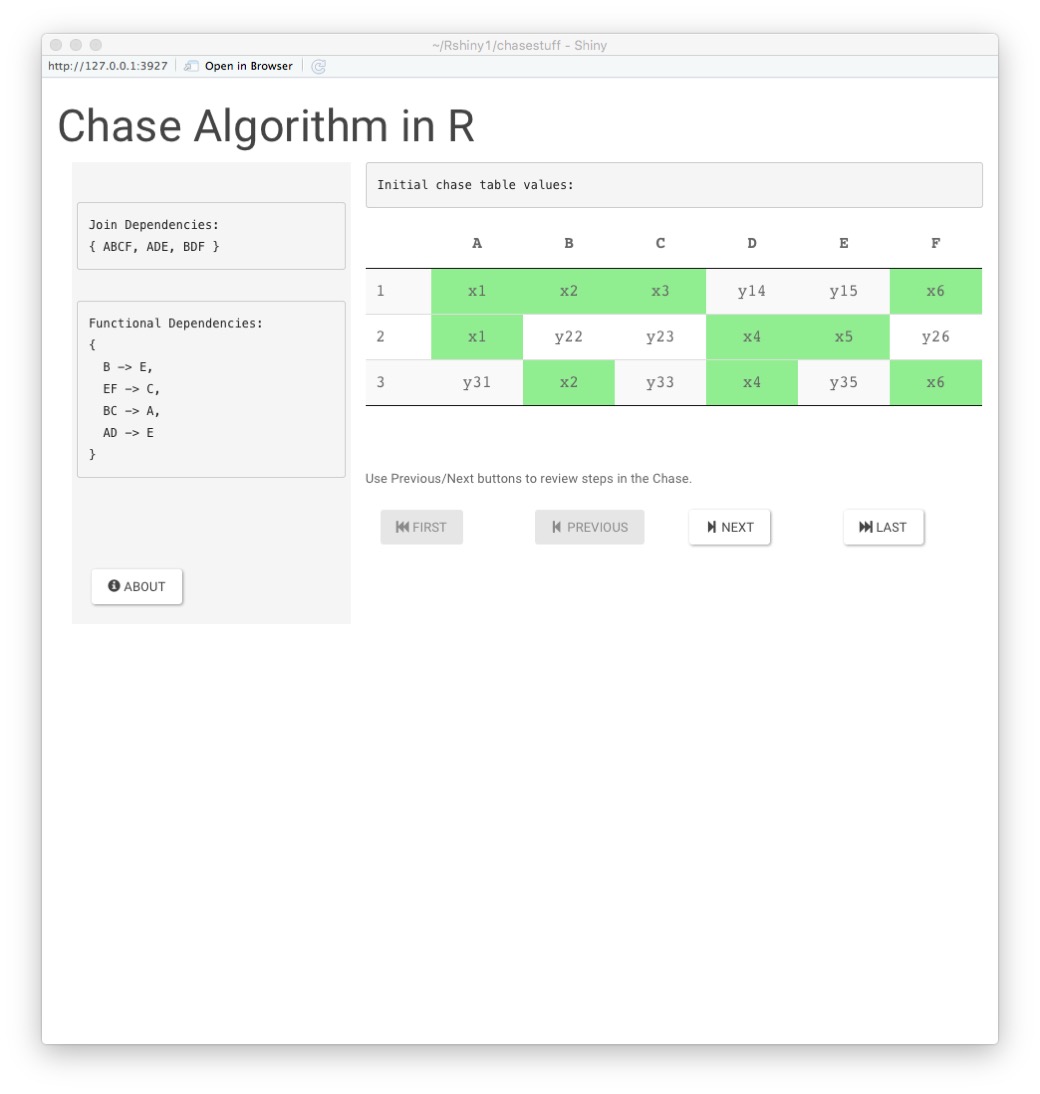 ~/Rshiny1/chasestuff - Shiny
http://127.0.0.1:3927 Open in Browser
Chase Algorithm in R
Join Dependencies:
{ ABCF, ADE, BDF }
Functional Dependencies:
{
B -> E,
EF -> C,
BC -> A,
AD -> E
}
ABOUT
Initial chase table values:
A B C D E F
1 x1 x2 x3 y14 y15 x6
2 x1 y22 y23 x4 x5 y26
3 y31 x2 y33 x4 y35 x6
Use Previous/Next buttons to review steps in the Chase.
FIRST PREVIOUS NEXT LAST